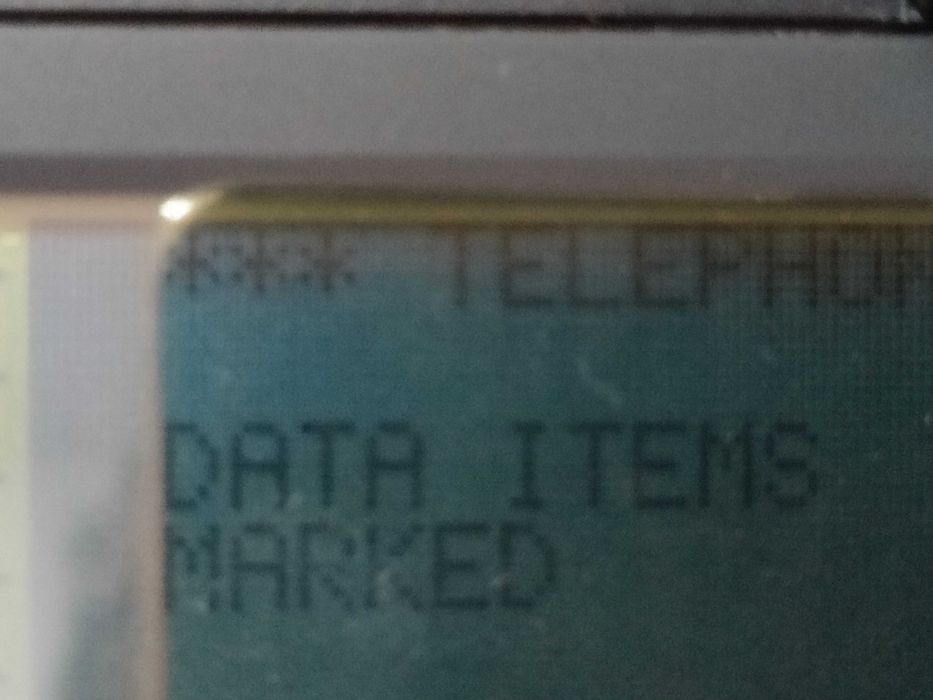 *** TELEPHON
DATA ITEMS
MARKED